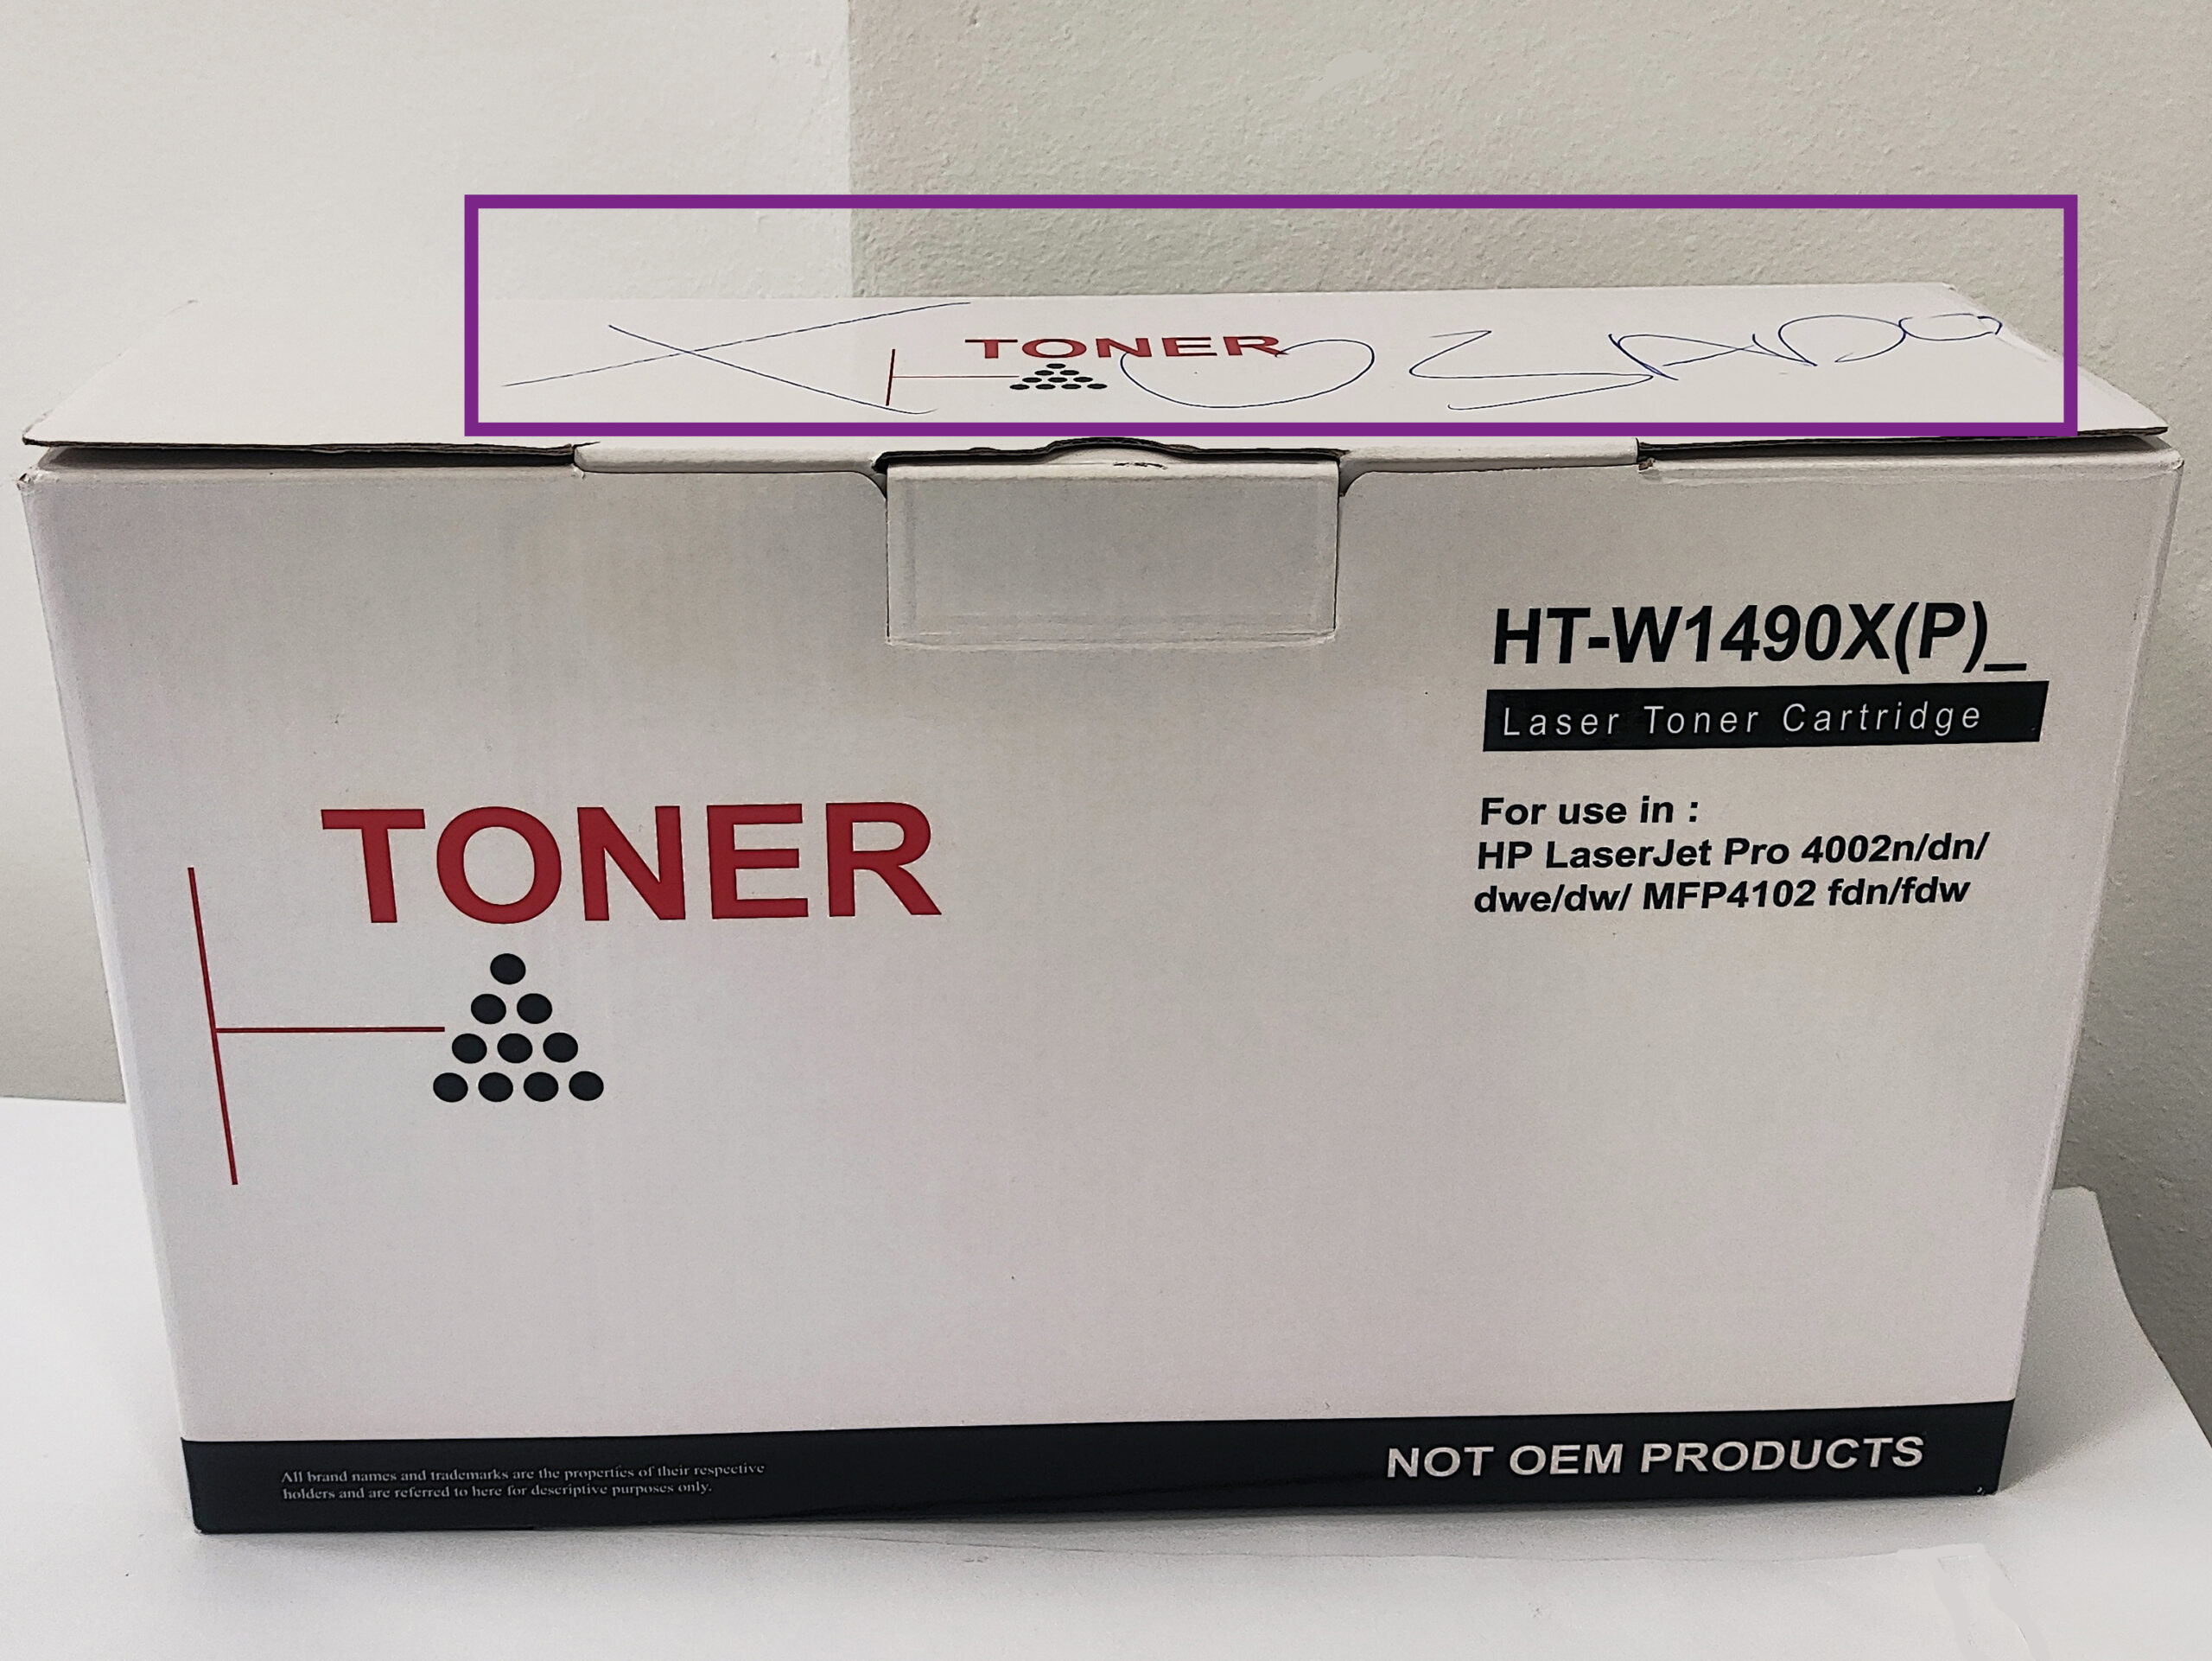 TONER
X USADO
HT-W1490X(P)_
Laser Toner Cartridge
For use in :
HP LaserJet Pro 4002n/dn/
dwe/dw/ MFP4102 fdn/fdw
TONER
All brand names and trademarks are the properties of their respective
holders and are referred to here for descriptive purposes only.
NOT OEM PRODUCTS